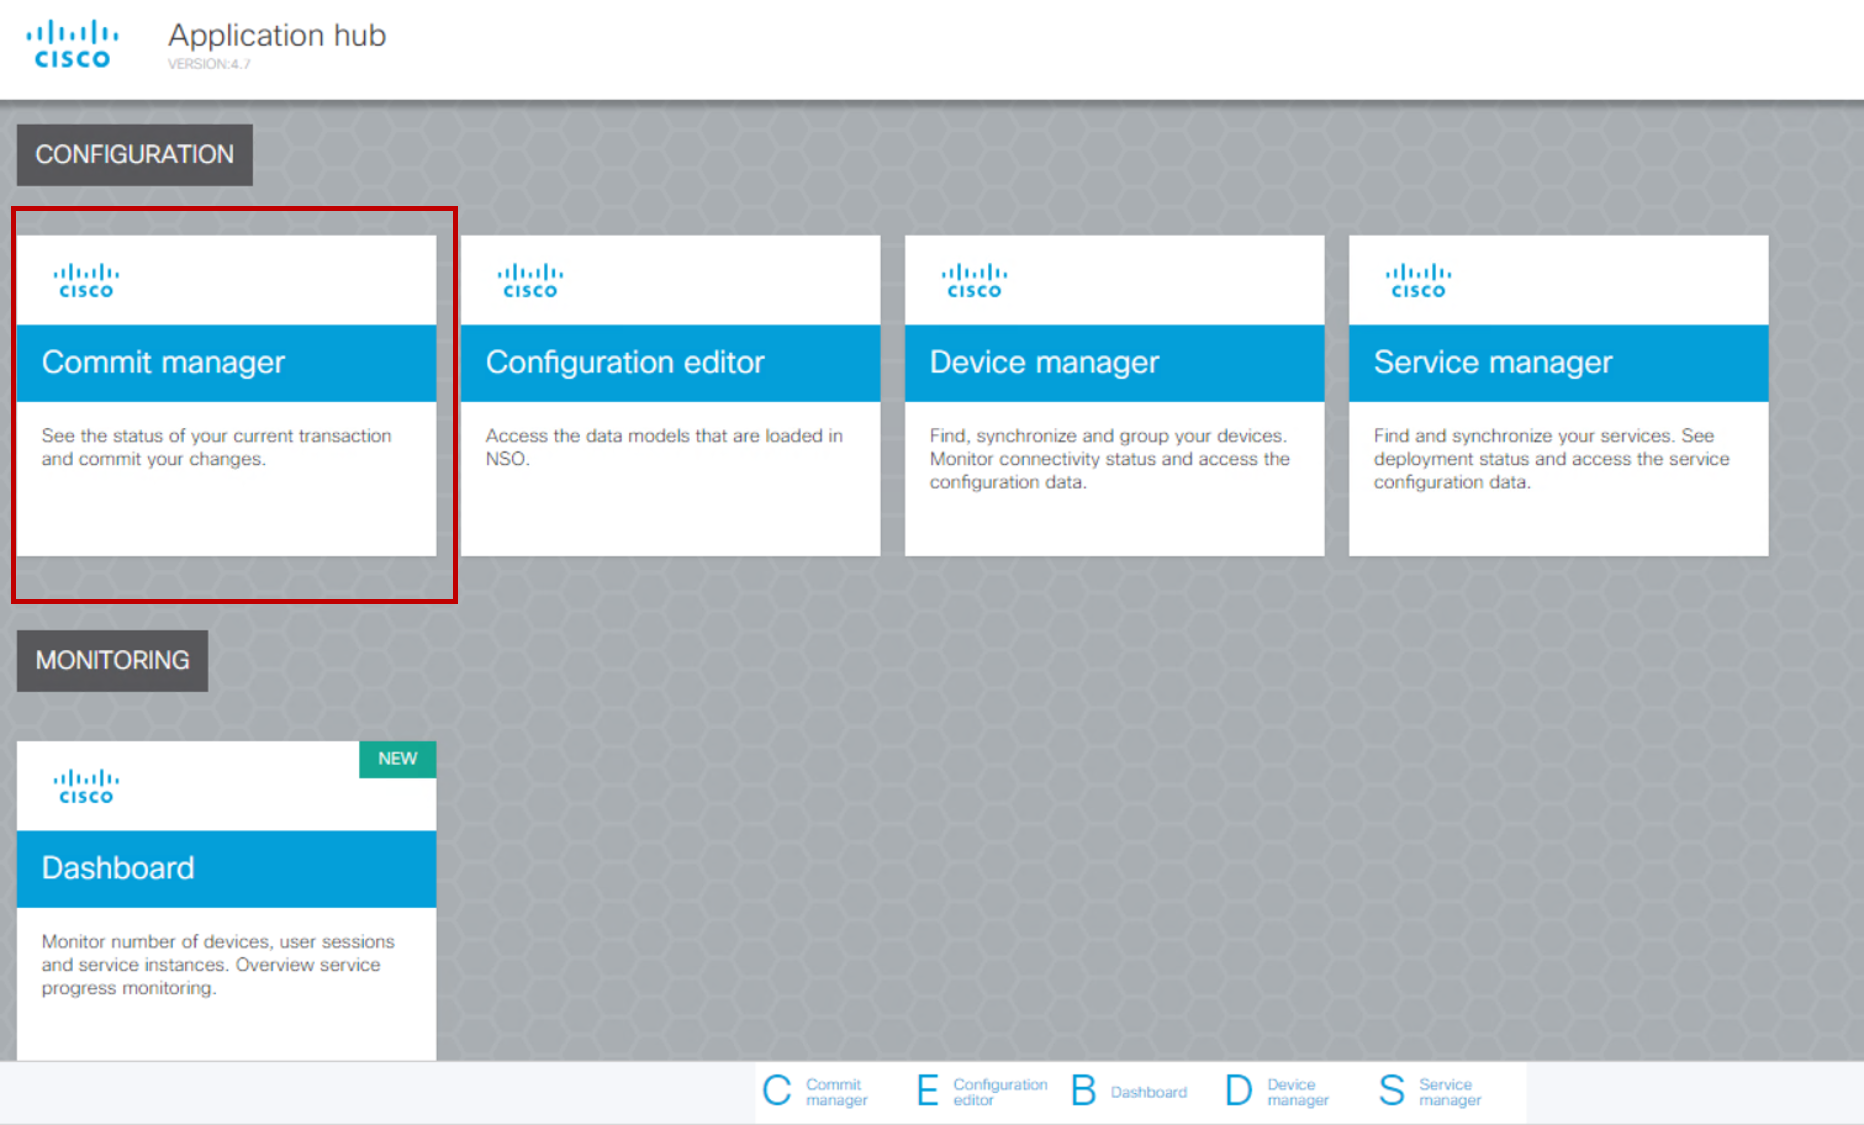 CISCO
Application hub
VERSION:4.7
CONFIGURATION
CISCO
Commit manager
See the status of your current transaction
and commit your changes.
CISCO
Configuration editor
Access the data models that are loaded in
NSO.
CISCO
Device manager
Find, synchronize and group your devices.
Monitor connectivity status and access the
configuration data.
CISCO
Service manager
Find and synchronize your services. See
deployment status and access the service
configuration data.
MONITORING
NEW
CISCO
Dashboard
Monitor number of devices, user sessions
and service instances. Overview service
progress monitoring.
C Commit
manager
E Configuration
editor
B Dashboard
D Device
manager
S Service
manager